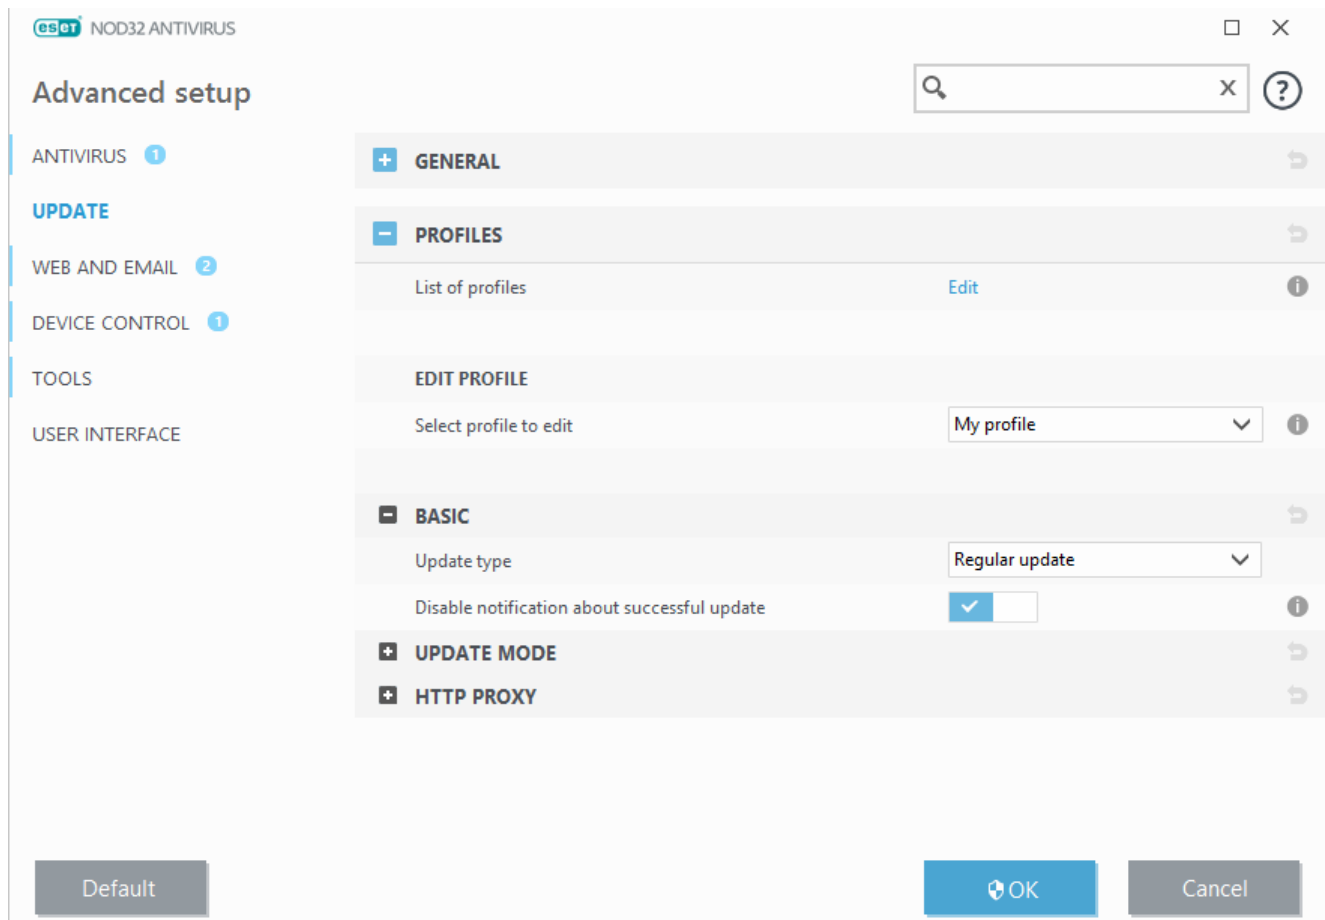 eseT NOD32 ANTIVIRUS
Advanced setup
X
?
ANTIVIRUS 1
UPDATE
WEB AND EMAIL 2
DEVICE CONTROL 1
TOOLS
USER INTERFACE
GENERAL
PROFILES
List of profiles Edit
EDIT PROFILE
Select profile to edit My profile
BASIC
Update type Regular update
Disable notification about successful update
UPDATE MODE
HTTP PROXY
Default OK Cancel